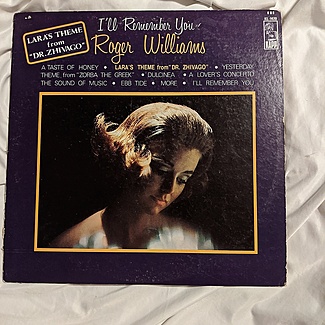 LARA'S THEME
from
"DR. ZHIVAGO"
I'll Remember You
Roger Williams
A TASTE OF HONEY • LARA'S THEME from "DR. ZHIVAGO" • YESTERDAY
THEME from "ZORBA THE GREEK" • DULCINEA • A LOVER'S CONCERTO
THE SOUND OF MUSIC • EBB TIDE • MORE • I'LL REMEMBER YOU
KAPP